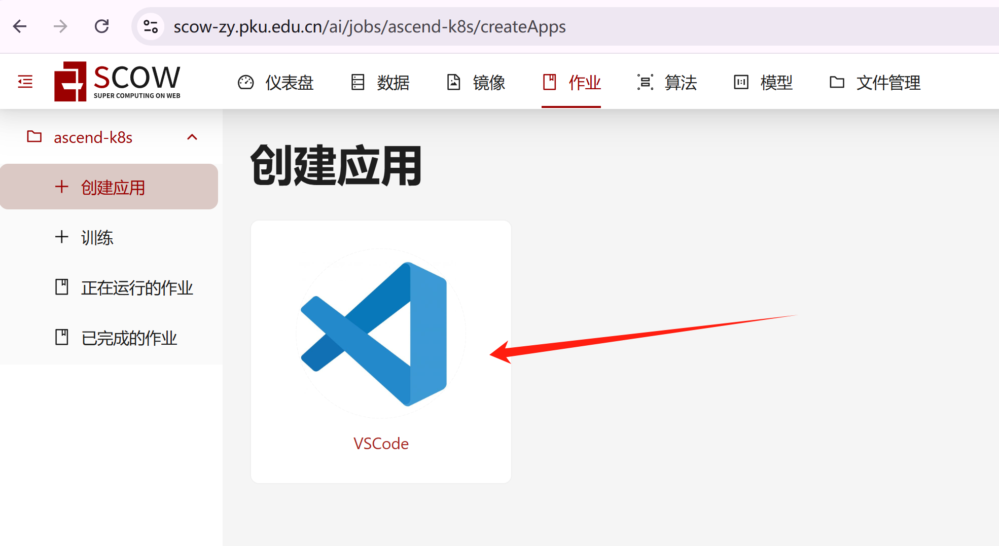 scow-zy.pku.edu.cn/ai/jobs/ascend-k8s/createApps
SCOW
SUPER COMPUTING ON WEB
仪表盘
数据
镜像
作业
算法
模型
文件管理
ascend-k8s
创建应用
训练
正在运行的作业
已完成的作业
创建应用
VSCode